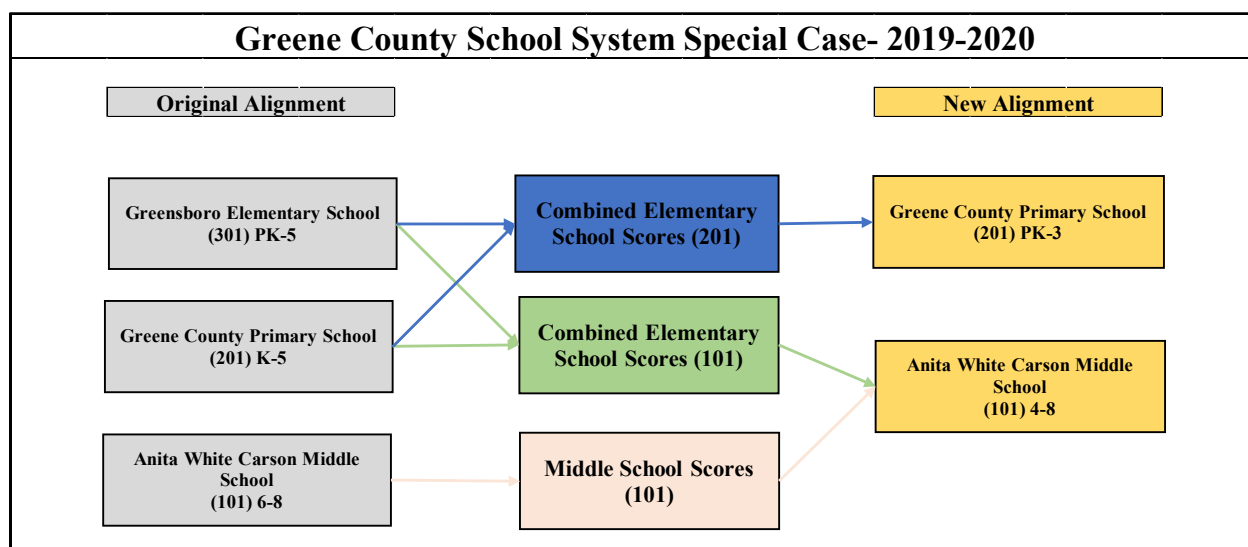 Greene County School System Special Case- 2019-2020
Original Alignment
New Alignment
Greensboro Elementary School
(301) PK-5
Combined Elementary
School Scores (201)
Greene County Primary School
(201) PK-3
Greene County Primary School
(201) K-5
Combined Elementary
School Scores (101)
Anita White Carson Middle
School
(101) 4-8
Anita White Carson Middle
School
(101) 6-8
Middle School Scores
(101)